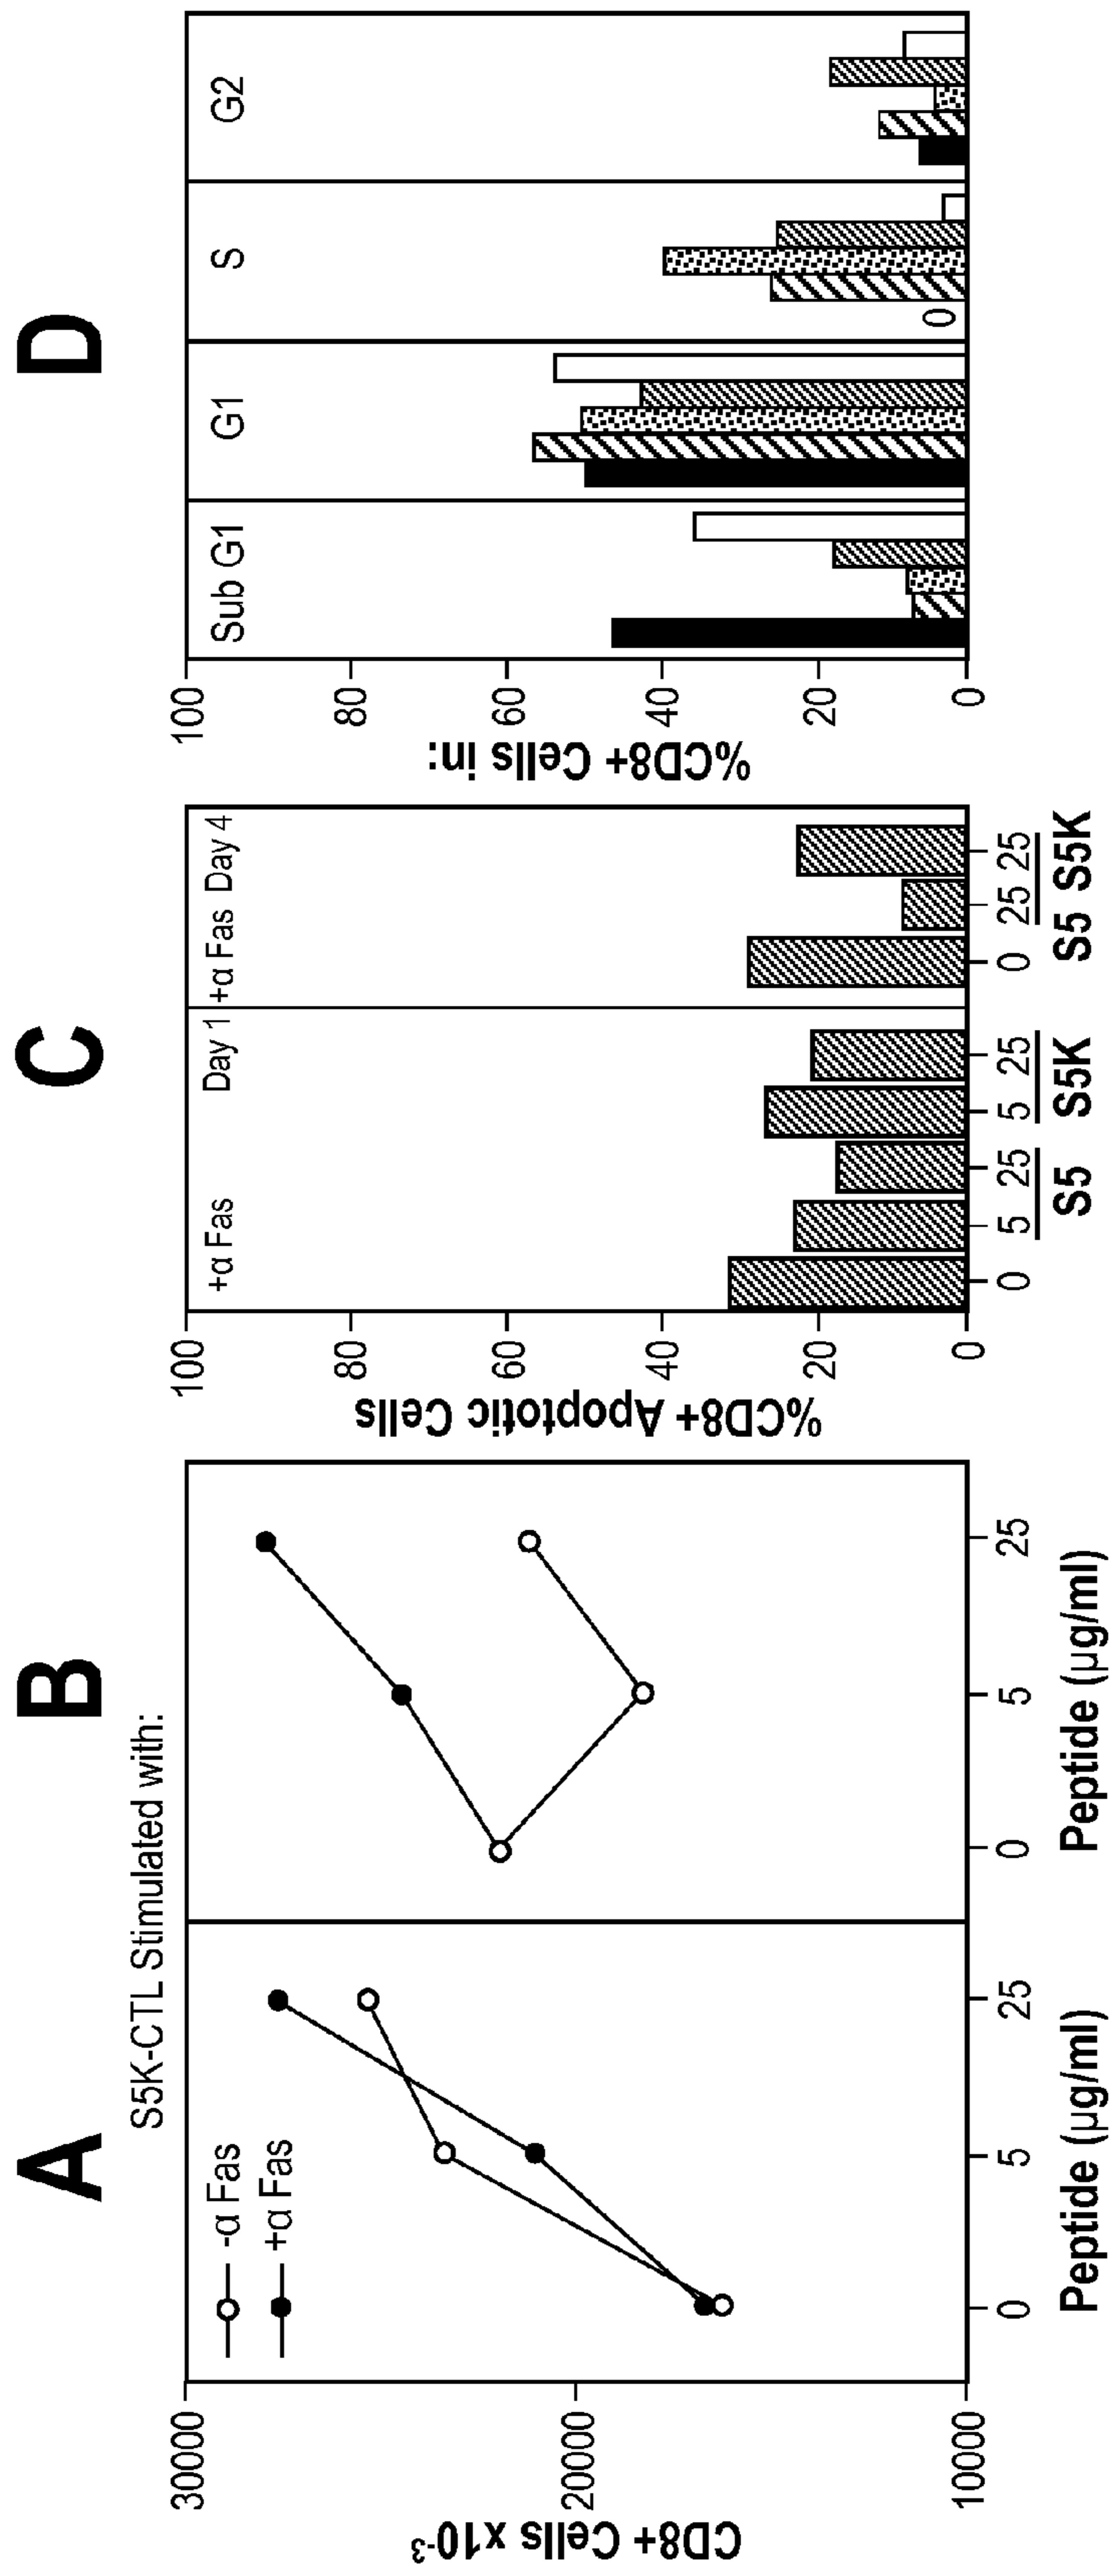 A
B
C
D
S5K-CTL Stimulated with:
-α Fas
+α Fas
30000
20000
10000
CD8+ Cells x10-3
0 5 25
Peptide (µg/ml)
0 5 25
Peptide (µg/ml)
%CD8+ Apoptotic Cells
100
80
60
40
20
0
+α Fas Day 1
+α Fas Day 4
0 5 25 5 25
S5 S5K
0 25 25
S5 S5K
%CD8+ Cells in:
100
80
60
40
20
0
Sub G1 G1 S G2
0